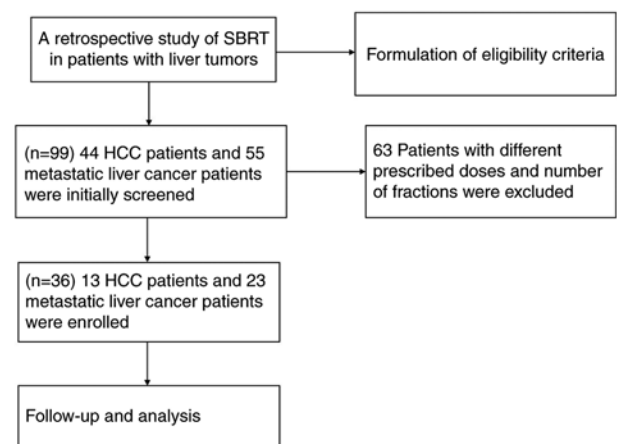 A retrospective study of SBRT
in patients with liver tumors
Formulation of eligibility criteria
(n=99) 44 HCC patients and 55
metastatic liver cancer patients
were initially screened
63 Patients with different
prescribed doses and number
of fractions were excluded
(n=36) 13 HCC patients and 23
metastatic liver cancer patients
were enrolled
Follow-up and analysis